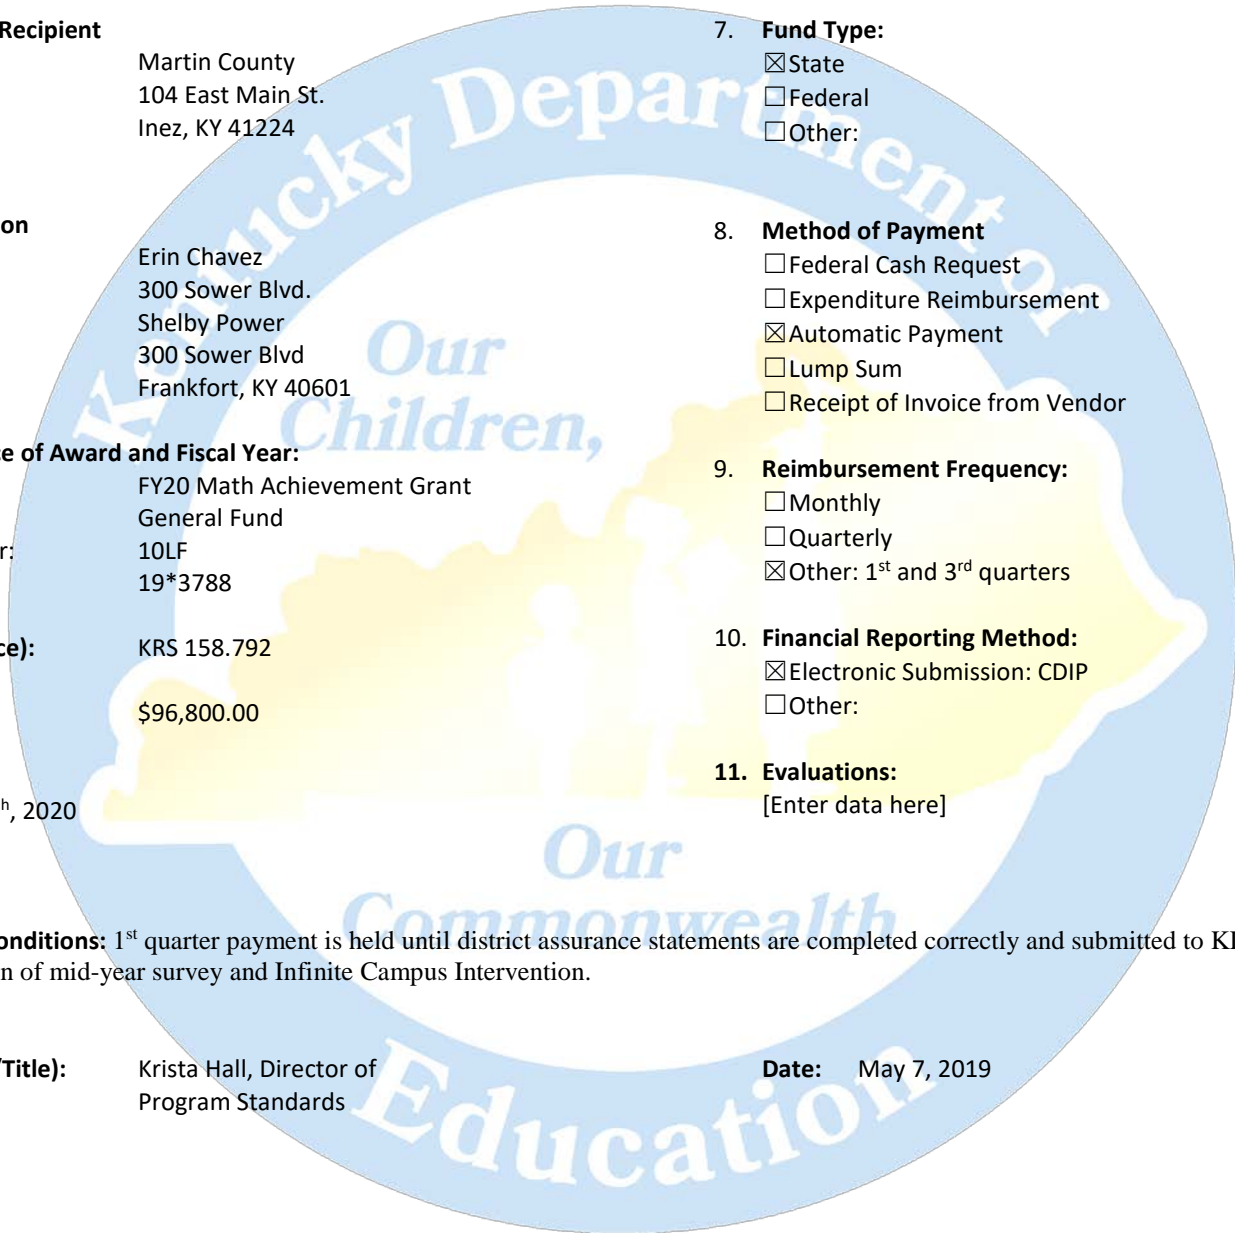 Recipient
Martin County
104 East Main St.
Inez, KY 41224
on
Erin Chavez
300 Sower Blvd.
Shelby Power
300 Sower Blvd
Frankfort, KY 40601
e of Award and Fiscal Year:
FY20 Math Achievement Grant
General Fund
r: 10LF
19*3788
ce): KRS 158.792
$96,800.00
h, 2020
7. Fund Type:
☒State
☐Federal
☐Other:
8. Method of Payment
☐Federal Cash Request
☐Expenditure Reimbursement
☒Automatic Payment
☐Lump Sum
☐Receipt of Invoice from Vendor
9. Reimbursement Frequency:
☐Monthly
☐Quarterly
☒Other: 1st and 3rd quarters
10. Financial Reporting Method:
☒Electronic Submission: CDIP
☐Other:
11. Evaluations:
[Enter data here]
onditions: 1st quarter payment is held until district assurance statements are completed correctly and submitted to
n of mid-year survey and Infinite Campus Intervention.
Title): Krista Hall, Director of
Program Standards
Date: May 7, 2019
Kentucky Department of
Education
Our
Children,
Our
Commonwealth